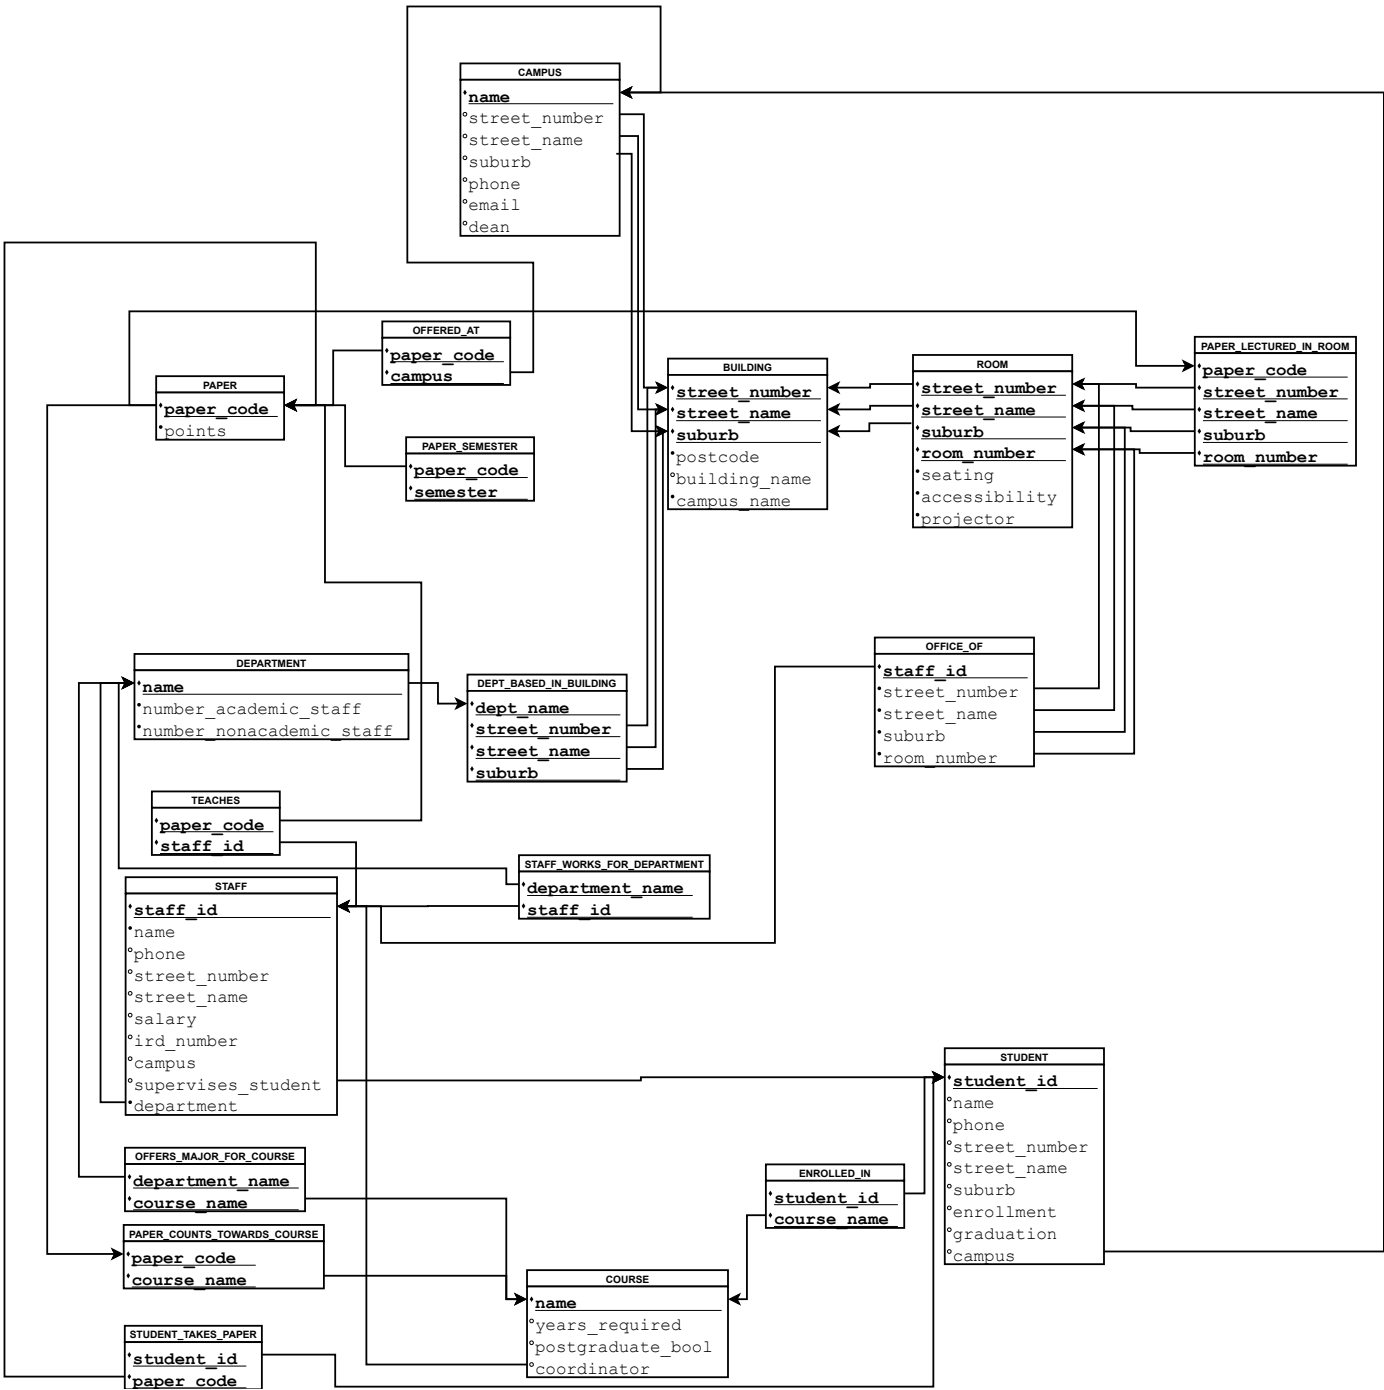 CAMPUS
name
street_number
street_name
suburb
phone
email
dean
OFFERED_AT
paper_code
campus
PAPER
paper_code
points
PAPER_SEMESTER
paper_code
semester
BUILDING
street_number
street_name
suburb
postcode
building_name
campus_name
ROOM
street_number
street_name
suburb
room_number
seating
accessibility
projector
PAPER_LECTURED_IN_ROOM
paper_code
street_number
street_name
suburb
room_number
OFFICE_OF
staff_id
street_number
street_name
suburb
room_number
DEPARTMENT
name
number_academic_staff
number_nonacademic_staff
DEPT_BASED_IN_BUILDING
dept_name
street_number
street_name
suburb
TEACHES
paper_code
staff_id
STAFF_WORKS_FOR_DEPARTMENT
department_name
staff_id
STAFF
staff_id
name
phone
street_number
street_name
salary
ird_number
campus
supervises_student
department
STUDENT
student_id
name
phone
street_number
street_name
suburb
enrollment
graduation
campus
OFFERS_MAJOR_FOR_COURSE
department_name
course_name
ENROLLED_IN
student_id
course_name
PAPER_COUNTS_TOWARDS_COURSE
paper_code
course_name
COURSE
name
years_required
postgraduate_bool
coordinator
STUDENT_TAKES_PAPER
student_id
paper_code